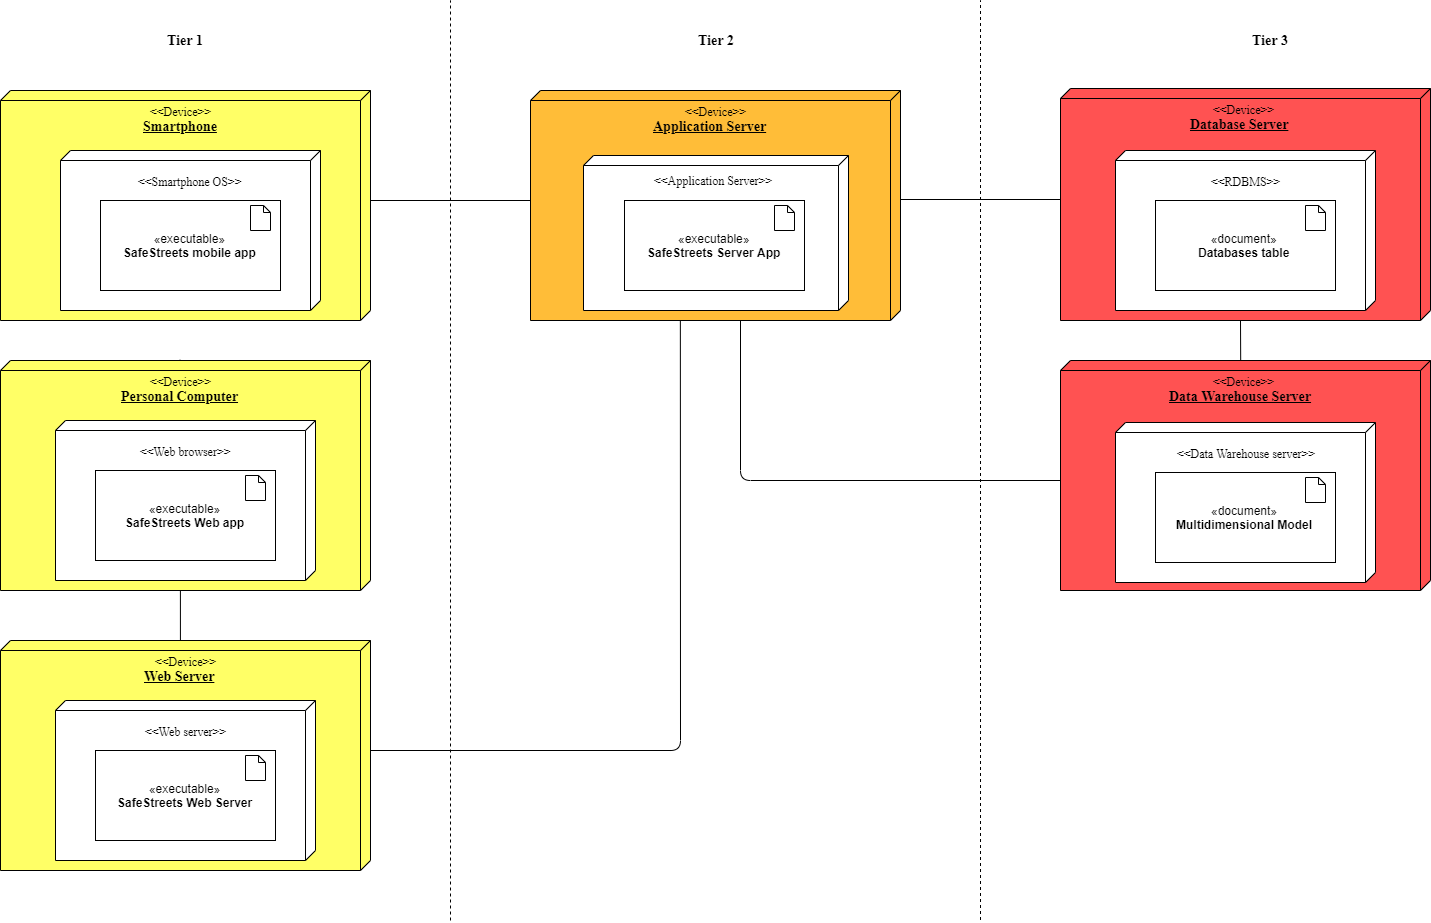 Tier 1
Tier 2
Tier 3
<<Device>>
Smartphone
<<Smartphone OS>>
«executable»
SafeStreets mobile app
<<Device>>
Application Server
<<Application Server>>
«executable»
SafeStreets Server App
<<Device>>
Database Server
<<RDBMS>>
«document»
Databases table
<<Device>>
Personal Computer
<<Web browser>>
«executable»
SafeStreets Web app
<<Device>>
Data Warehouse Server
<<Data Warehouse server>>
«document»
Multidimensional Model
<<Device>>
Web Server
<<Web server>>
«executable»
SafeStreets Web Server